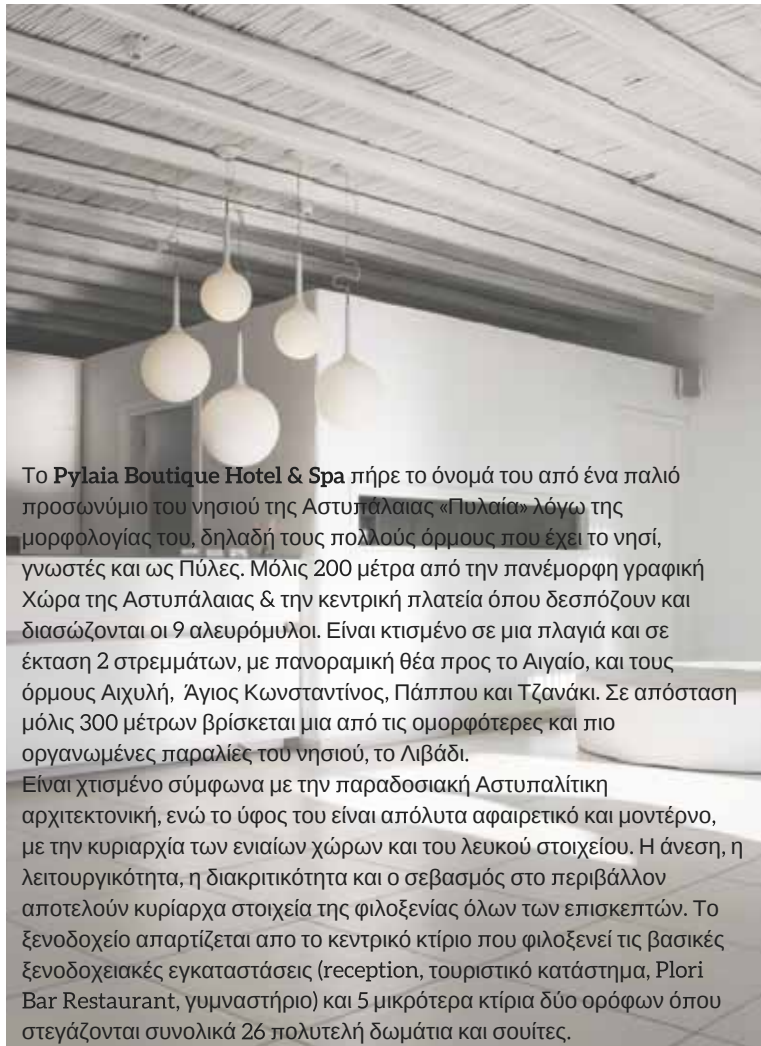 Το Pylaia Boutique Hotel & Spa πήρε το όνομά του από ένα παλιό
προσωνύμιο του νησιού της Αστυπάλαιας «Πυλαία» λόγω της
μορφολογίας του, δηλαδή τους πολλούς όρμους που έχει το νησί,
γνωστές και ως Πύλες. Μόλις 200 μέτρα από την πανέμορφη γραφική
Χώρα της Αστυπάλαιας & την κεντρική πλατεία όπου δεσπόζουν και
διασώζονται οι 9 αλευρόμυλοι. Είναι κτισμένο σε μια πλαγιά και σε
έκταση 2 στρεμμάτων, με πανοραμική θέα προς το Αιγαίο, και τους
όρμους Αιχυλή,  Άγιος Κωνσταντίνος, Πάππου και Τζανάκι. Σε απόσταση
μόλις 300 μέτρων βρίσκεται μια από τις ομορφότερες και πιο
οργανωμένες παραλίες του νησιού, το Λιβάδι.
Είναι χτισμένο σύμφωνα με την παραδοσιακή Αστυπαλίτικη
αρχιτεκτονική, ενώ το ύφος του είναι απόλυτα αφαιρετικό και μοντέρνο,
με την κυριαρχία των ενιαίων χώρων και του λευκού στοιχείου. Η άνεση, η
λειτουργικότητα, η διακριτικότητα και ο σεβασμός στο περιβάλλον
αποτελούν κυρίαρχα στοιχεία της φιλοξενίας όλων των επισκεπτών. Το
ξενοδοχείο απαρτίζεται απο το κεντρικό κτίριο που φιλοξενεί τις βασικές
ξενοδοχειακές εγκαταστάσεις (reception, τουριστικό κατάστημα, Plori
Bar Restaurant, γυμναστήριο) και 5 μικρότερα κτίρια δύο ορόφων όπου
στεγάζονται συνολικά 26 πολυτελή δωμάτια και σουίτες.